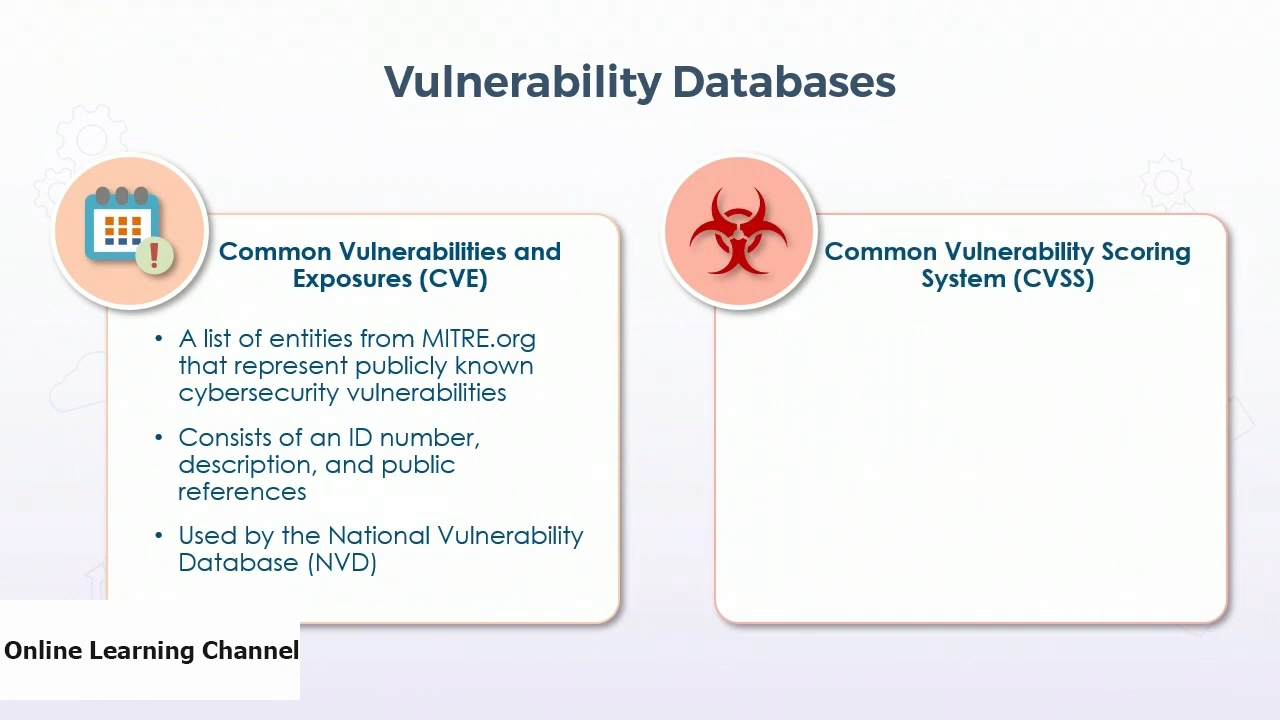 Vulnerability Databases
Common Vulnerabilities and
Exposures (CVE)
• A list of entities from MITRE.org
that represent publicly known
cybersecurity vulnerabilities
• Consists of an ID number,
description, and public
references
• Used by the National Vulnerability
Database (NVD)
Common Vulnerability Scoring
System (CVSS)
Online Learning Channel